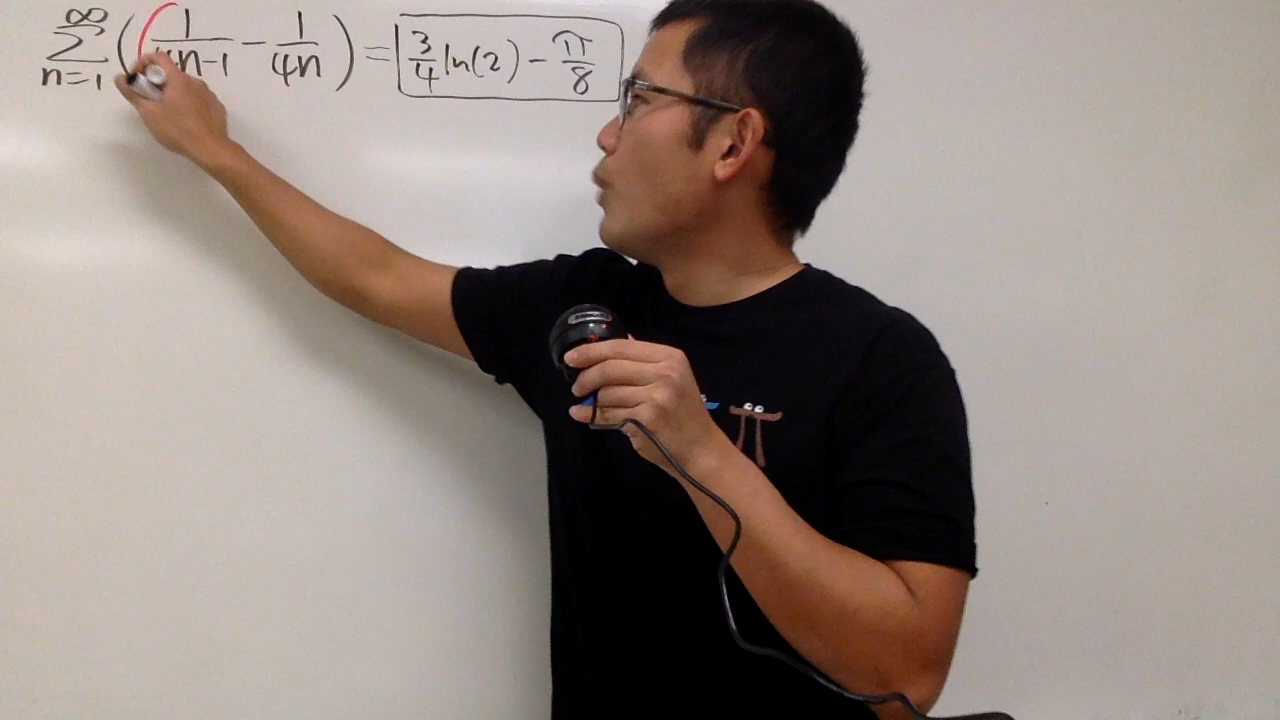 ∞
∑ ( 1/4n-1 - 1/4n ) = 3/4 ln(2) - π/8
n=1